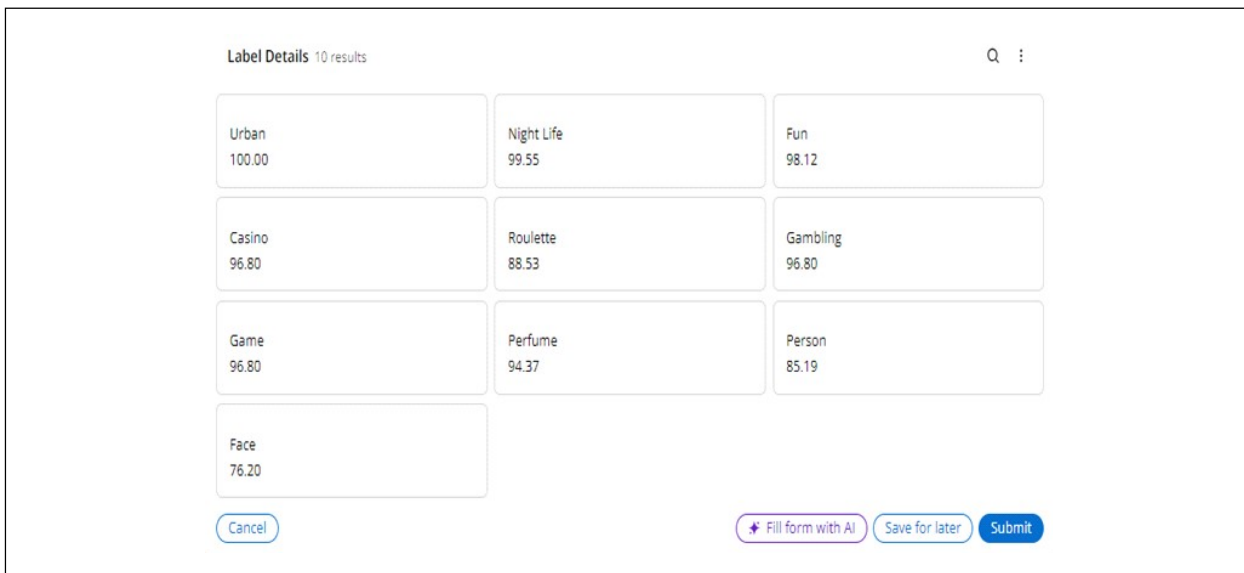 Label Details 10 results
Urban
100.00
Night Life
99.55
Fun
98.12
Casino
96.80
Roulette
88.53
Gambling
96.80
Game
96.80
Perfume
94.37
Person
85.19
Face
76.20
Cancel
Fill form with AI
Save for later
Submit